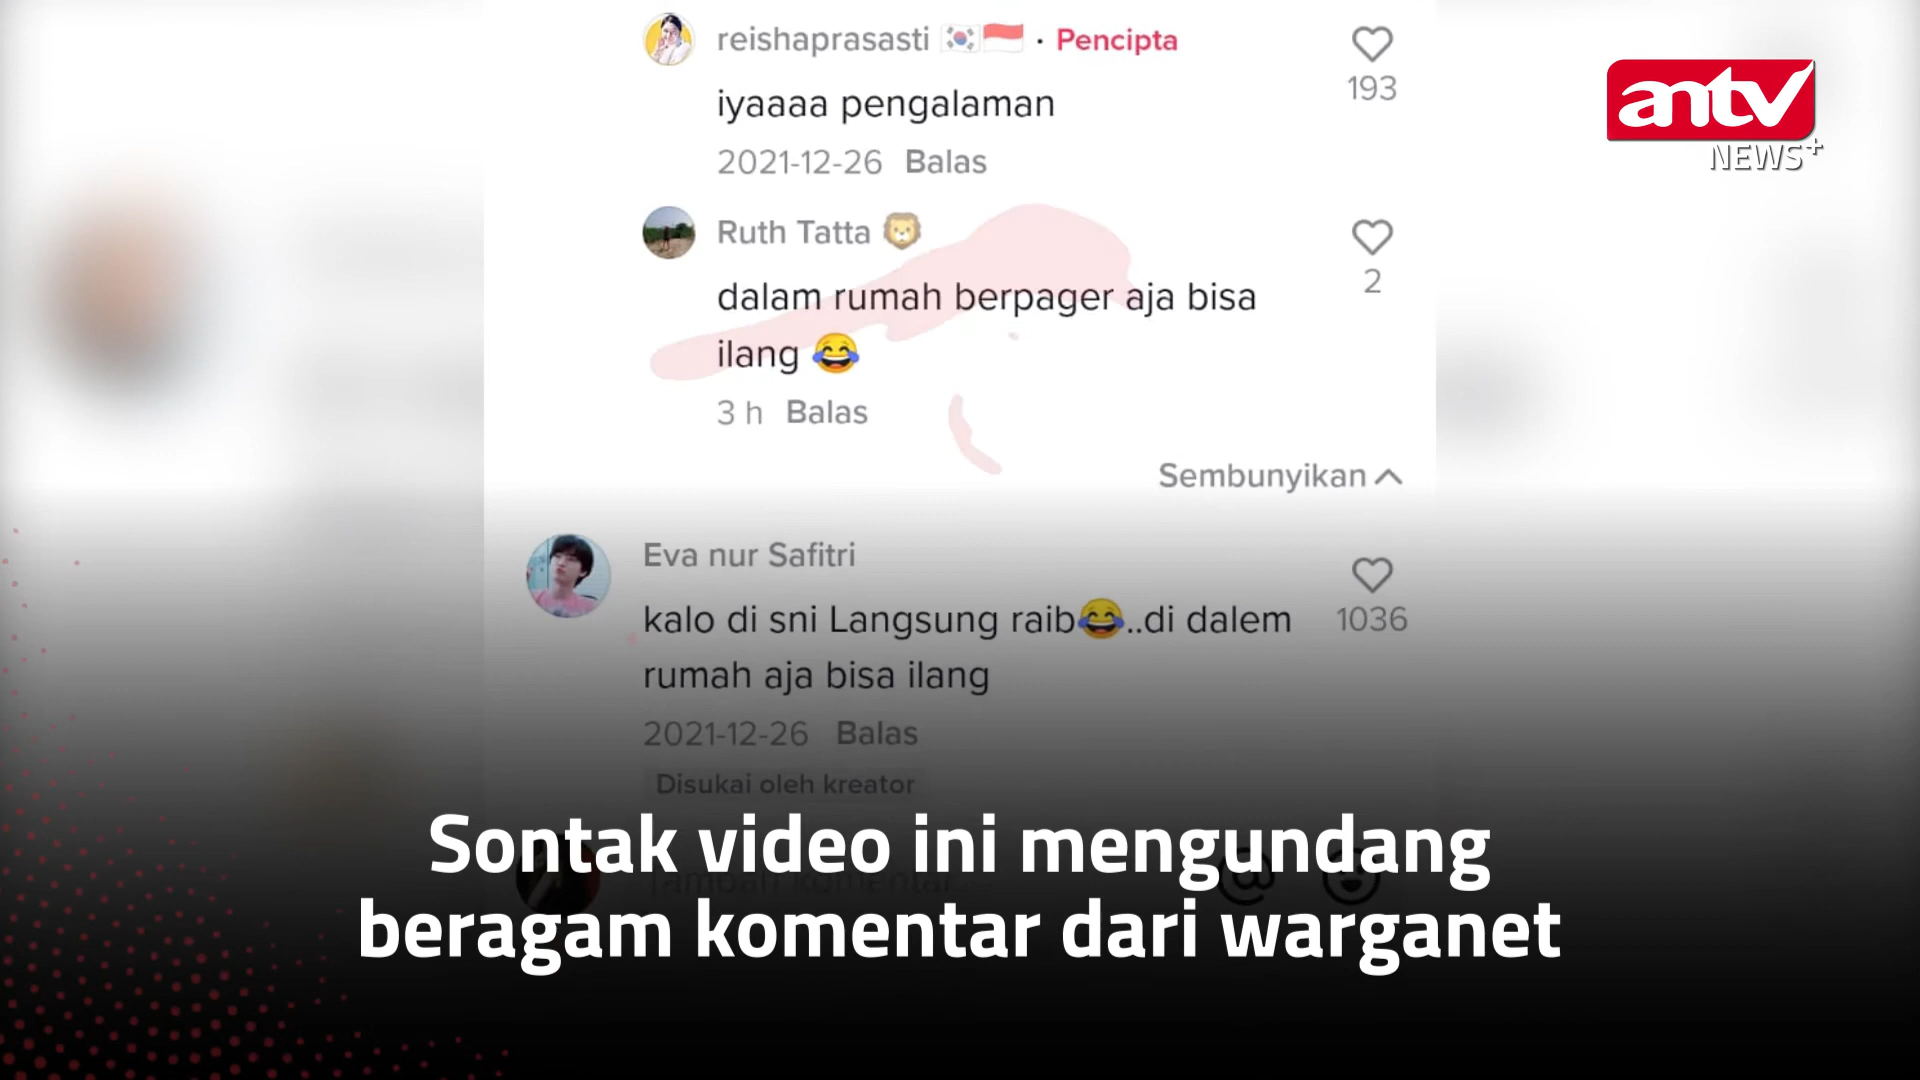 reishaprasasti 🇰🇷🇮🇩 · Pencipta
193
iyaaaa pengalaman
2021-12-26 Balas
antv
NEWS+
Ruth Tatta 🦁
2
dalam rumah berpager aja bisa
ilang 😂
3 h Balas
Sembunyikan
Eva nur Safitri
kalo di sni Langsung raib😂..di dalem
1036
rumah aja bisa ilang
2021-12-26 Balas
Disukai oleh kreator
Tambah komentar...
Sontak video ini mengundang
beragam komentar dari warganet